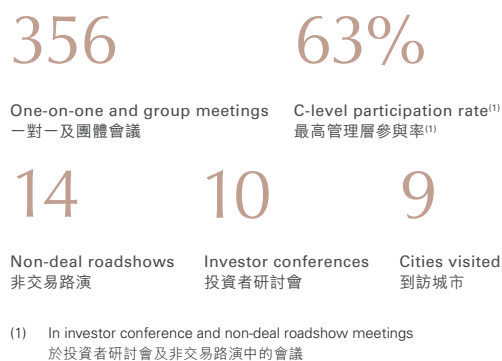 356
63%
One-on-one and group meetings
一對一及團體會議
C-level participation rate(1)
最高管理層參與率(1)
14
10
9
Non-deal roadshows
非交易路演
Investor conferences
投資者研討會
Cities visited
到訪城市
(1) In investor conference and non-deal roadshow meetings
於投資者研討會及非交易路演中的會議